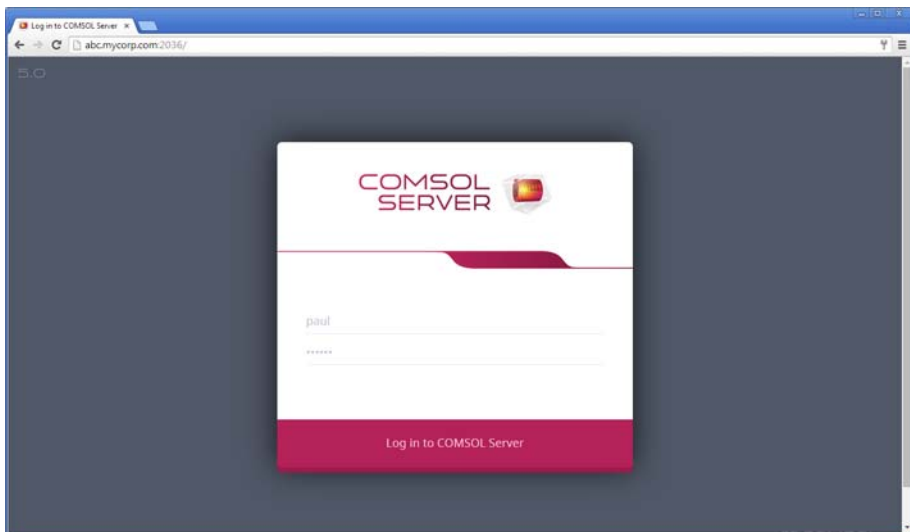 Log in to COMSOL Server
abc.mycorp.com:2036/
5.0
COMSOL
SERVER
paul
••••••
Log in to COMSOL Server